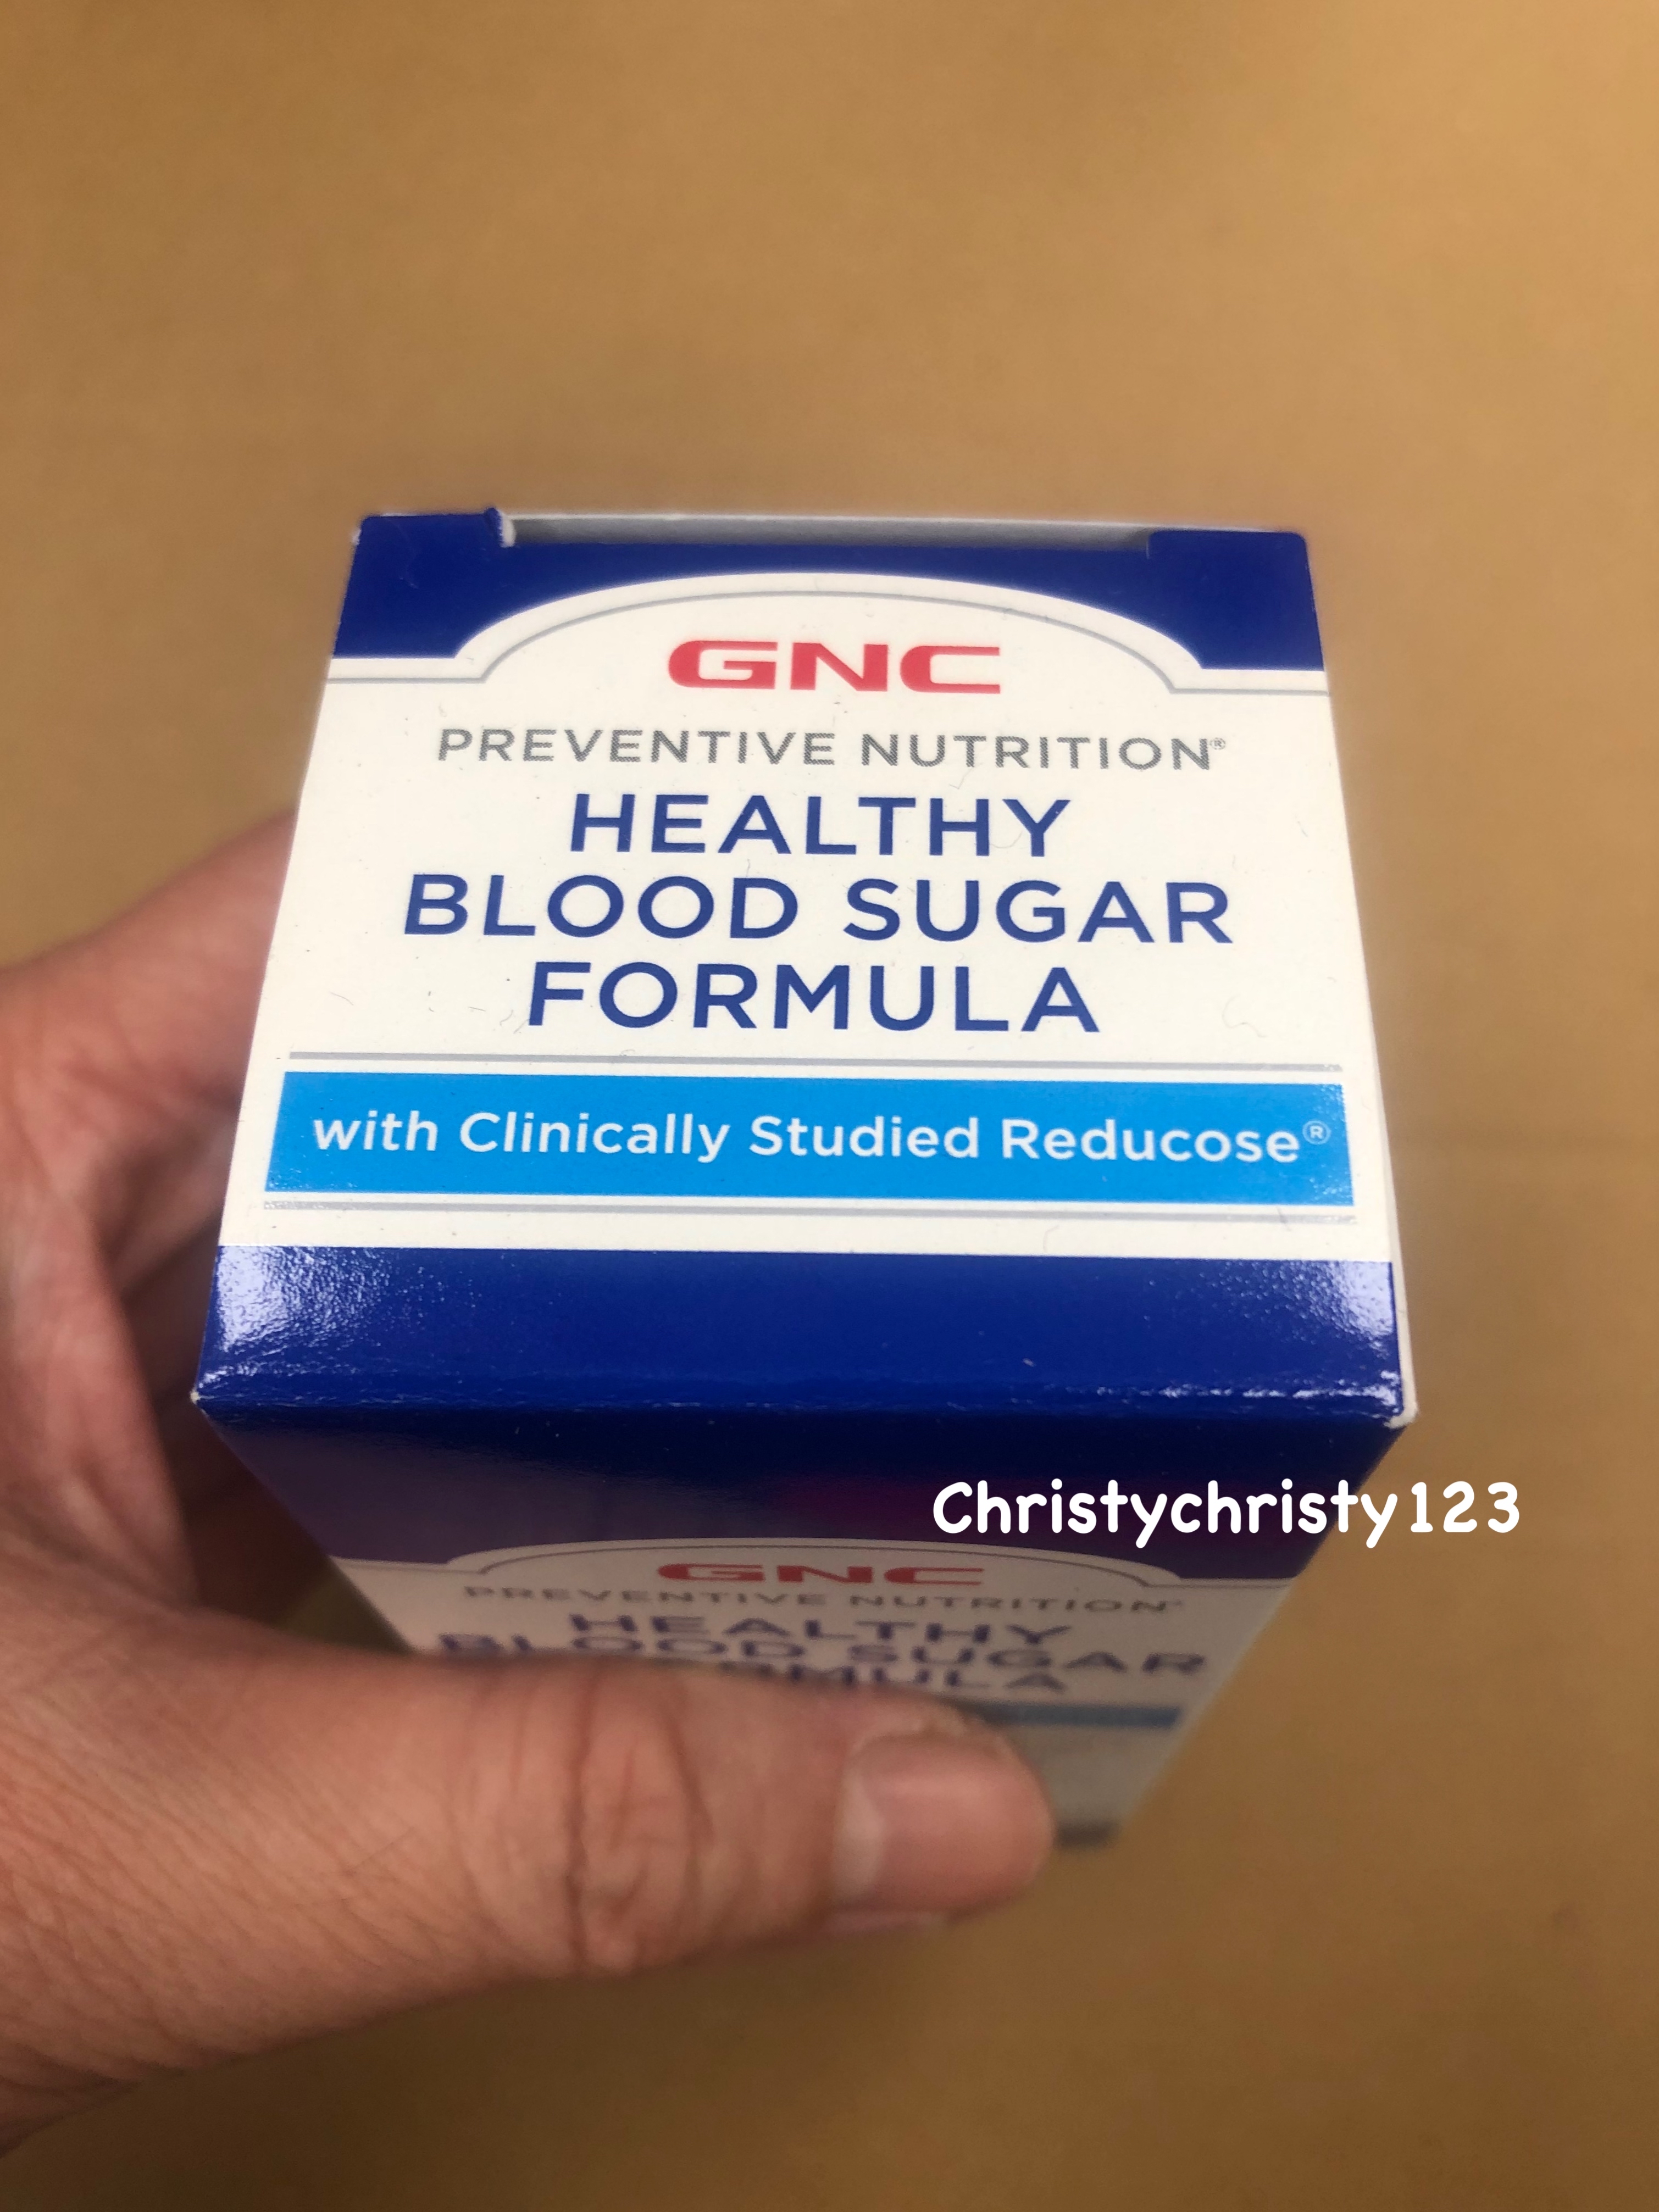 GNC
PREVENTIVE NUTRITION®
HEALTHY
BLOOD SUGAR
FORMULA
with Clinically Studied Reducose®
Christychristy123
GNC
PREVENTIVE NUTRITION®
HEALTHY
BLOOD SUGAR